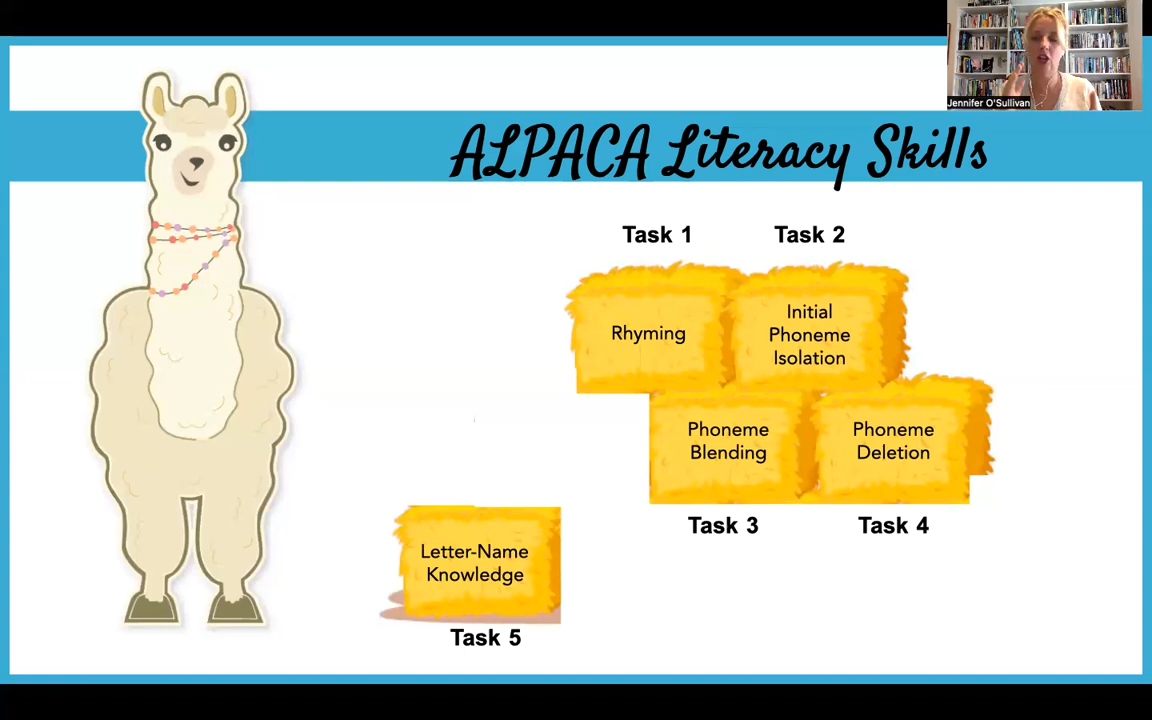 Jennifer O'Sullivan
ALPACA Literacy Skills
Task 1
Task 2
Rhyming
Initial
Phoneme
Isolation
Phoneme
Blending
Phoneme
Deletion
Task 3
Task 4
Letter-Name
Knowledge
Task 5